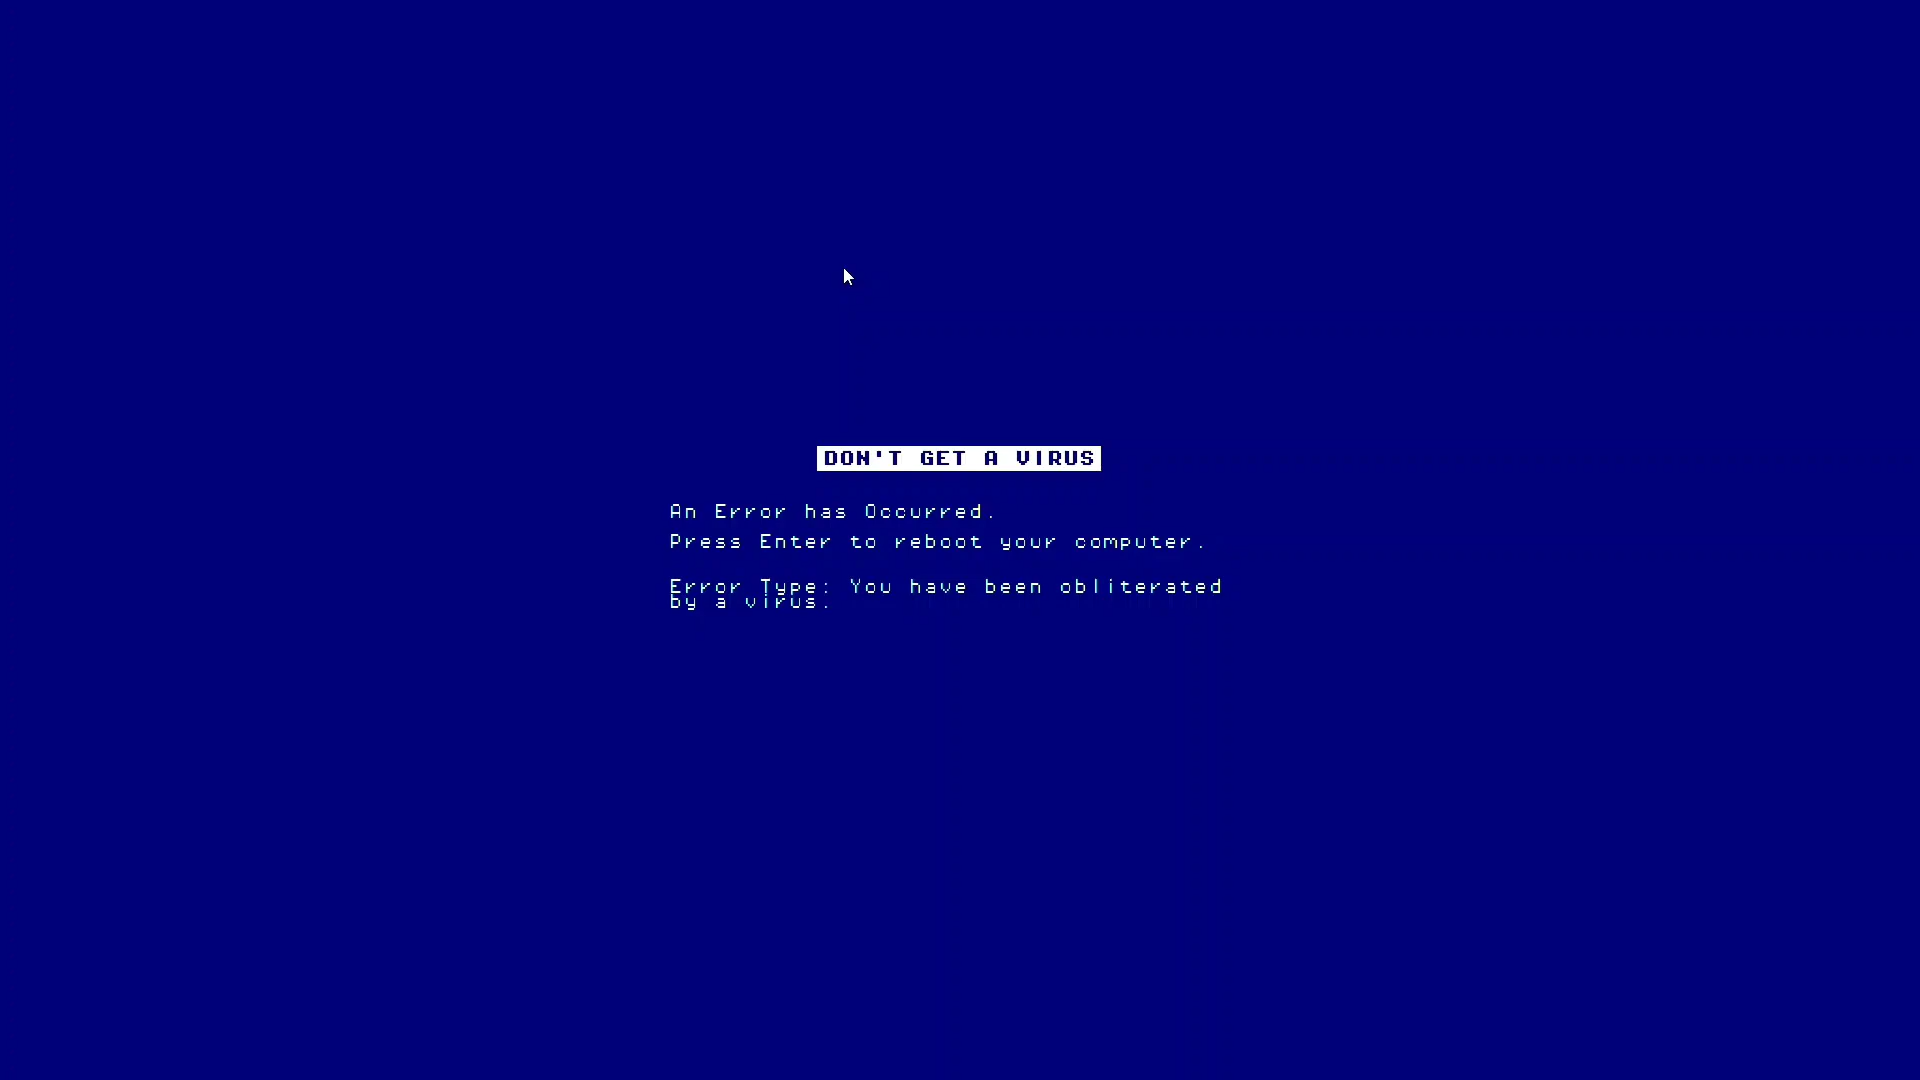 DON'T GET A VIRUS
An Error has Occurred.
Press Enter to reboot your computer.
Error Type: You have been obliterated
by a virus.